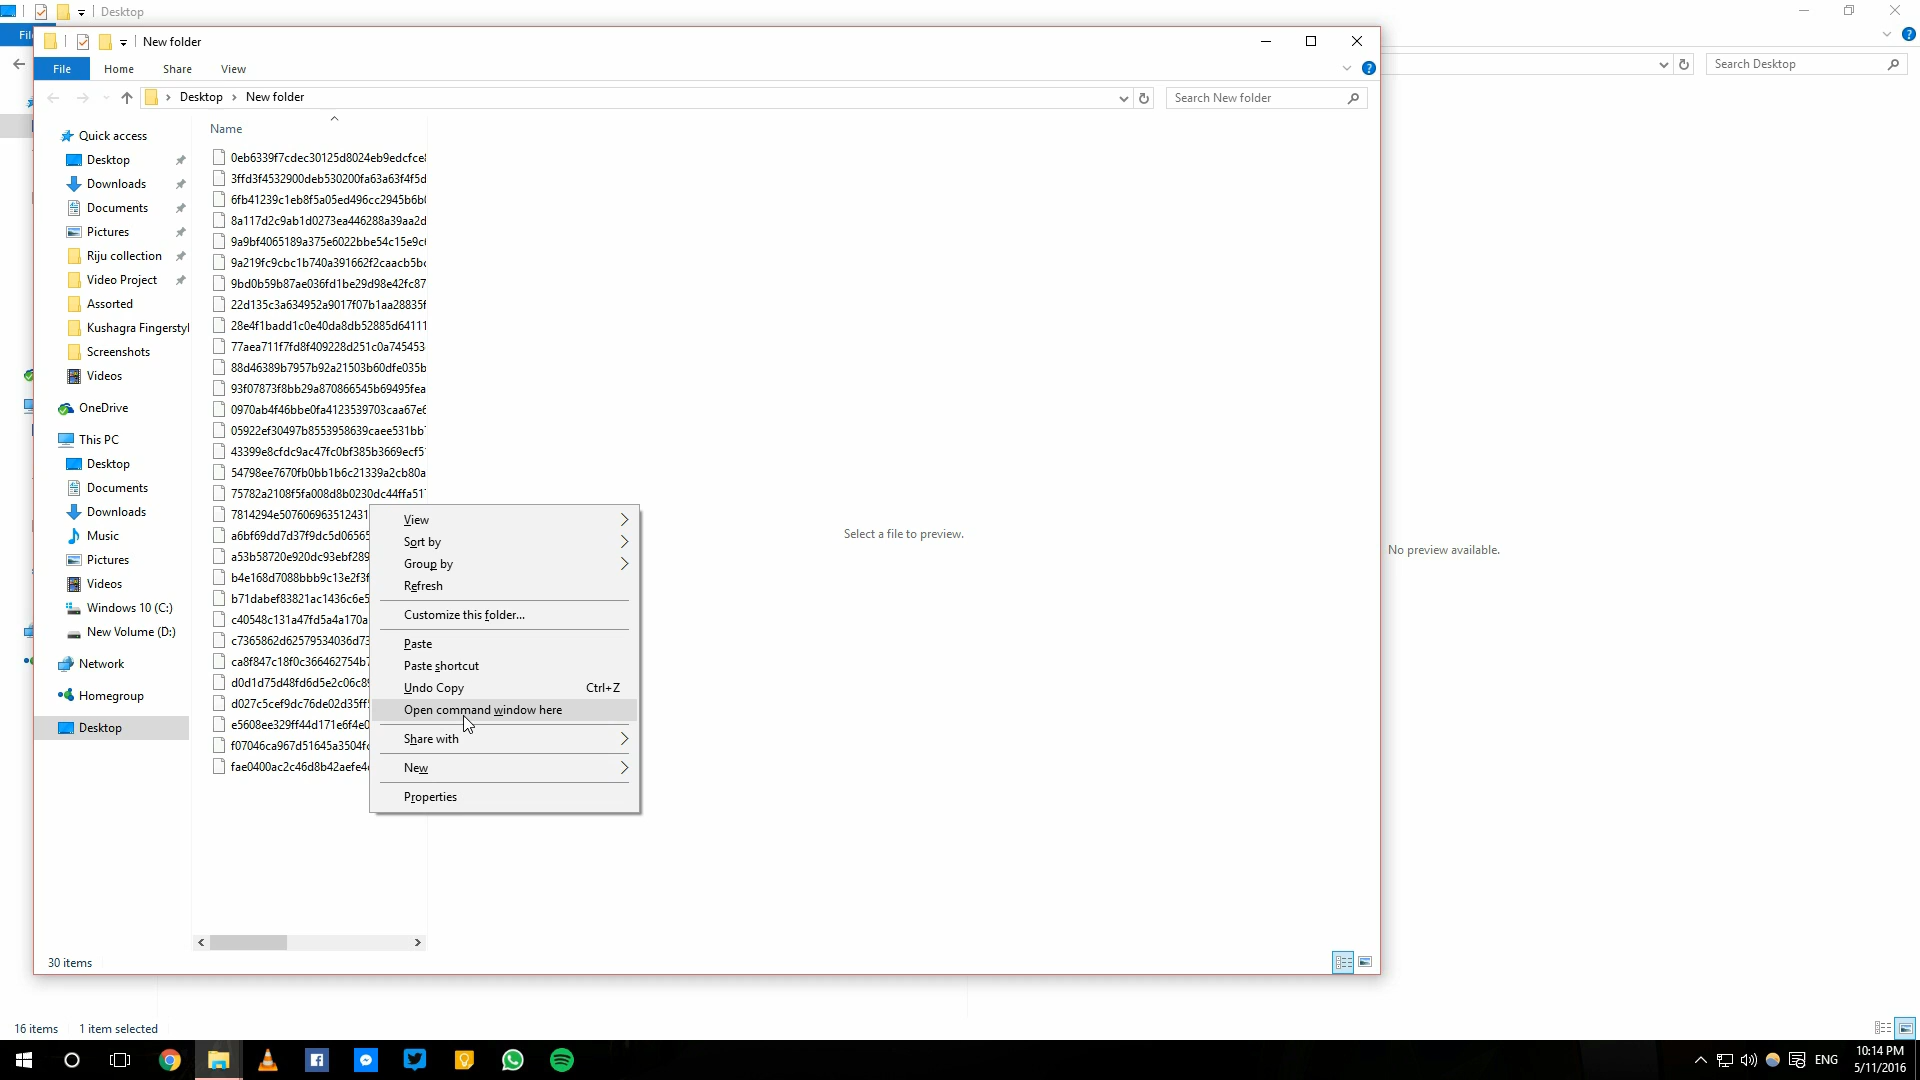 Desktop
File
Search Desktop
New folder
File Home Share View
Desktop New folder
Search New folder
Name
Quick access
Desktop
Downloads
Documents
Pictures
Riju collection
Video Project
Assorted
Kushagra Fingerstyl
Screenshots
Videos
OneDrive
This PC
Desktop
Documents
Downloads
Music
Pictures
Videos
Windows 10 (C:)
New Volume (D:)
Network
Homegroup
Desktop
0eb6339f7cdec30125d8024eb9edcfce
3ffd3f4532900deb530200fa63a63f4f5d
6fb41239c1eb8f5a05ed496cc2945b6b
8a117d2c9ab1d0273ea446288a39aa2d
9a9bf4065189a375e6022bbe54c15e9c
9a219fc9cbc1b740a391662f2caacb5b
9bd0b59b87ae036fd1be29d98e42fc87
22d135c3a634952a9017f07b1aa28835f
28e4f1badd1c0e40da8db52885d64111
77aea711f7fd8f409228d251c0a745453
88d46389b7957b92a21503b60dfe035b
93f07873f8bb29a870866545b69495fea
0970ab4f46bbe0fa4123539703caa67e6
05922ef30497b8553958639caee531bb
43399e8cfdc9ac47fc0bf385b3669ecf5
54798ee7670fb0bb1b6c21339a2cb80a
75782a2108f5fa008d8b0230dc44ffa51
7814294e507606963512431
a6bf69dd7d37f9dc5d06565
a53b58720e920dc93ebf289
b4e168d7088bbb9c13e2f3f
b71dabef83821ac1436c6e5
c40548c131a47fd5a4a170a
c7365862d62579534036d73
ca8f847c18f0c366462754b7
d0d1d75d48fd6d5e2c06c89
d027c5cef9dc76de02d35ff
e5608ee329ff44d171e6f4e0
f07046ca967d51645a3504f
fae0400ac2c46d8b42aefe4
View
Sort by
Group by
Refresh
Customize this folder...
Paste
Paste shortcut
Undo Copy Ctrl+Z
Open command window here
Share with
New
Properties
Select a file to preview.
No preview available.
30 items
16 items 1 item selected
ENG
10:14 PM
5/11/2016